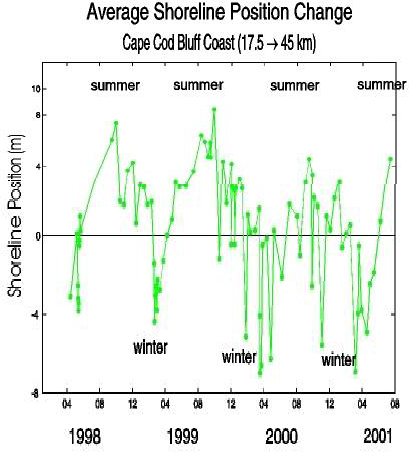 Average Shoreline Position Change
Cape Cod Bluff Coast (17.5 → 45 km)
summer summer summer summer
Shoreline Position (m)
10
8
4
0
-4
-8
winter winter winter
04 08 12 04 08 12 04 08 12 04 08
1998 1999 2000 2001